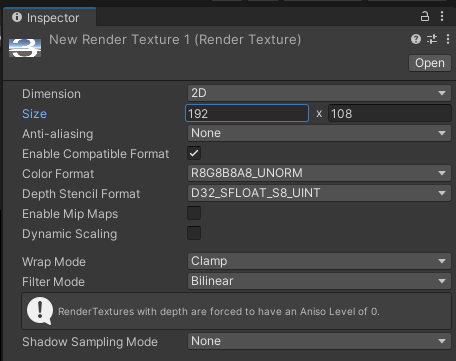 Inspector
New Render Texture 1 (Render Texture)
Open
Dimension 2D
Size 192 x 108
Anti-aliasing None
Enable Compatible Format
Color Format R8G8B8A8_UNORM
Depth Stencil Format D32_SFLOAT_S8_UINT
Enable Mip Maps
Dynamic Scaling
Wrap Mode Clamp
Filter Mode Bilinear
RenderTextures with depth are forced to have an Aniso Level of 0.
Shadow Sampling Mode None